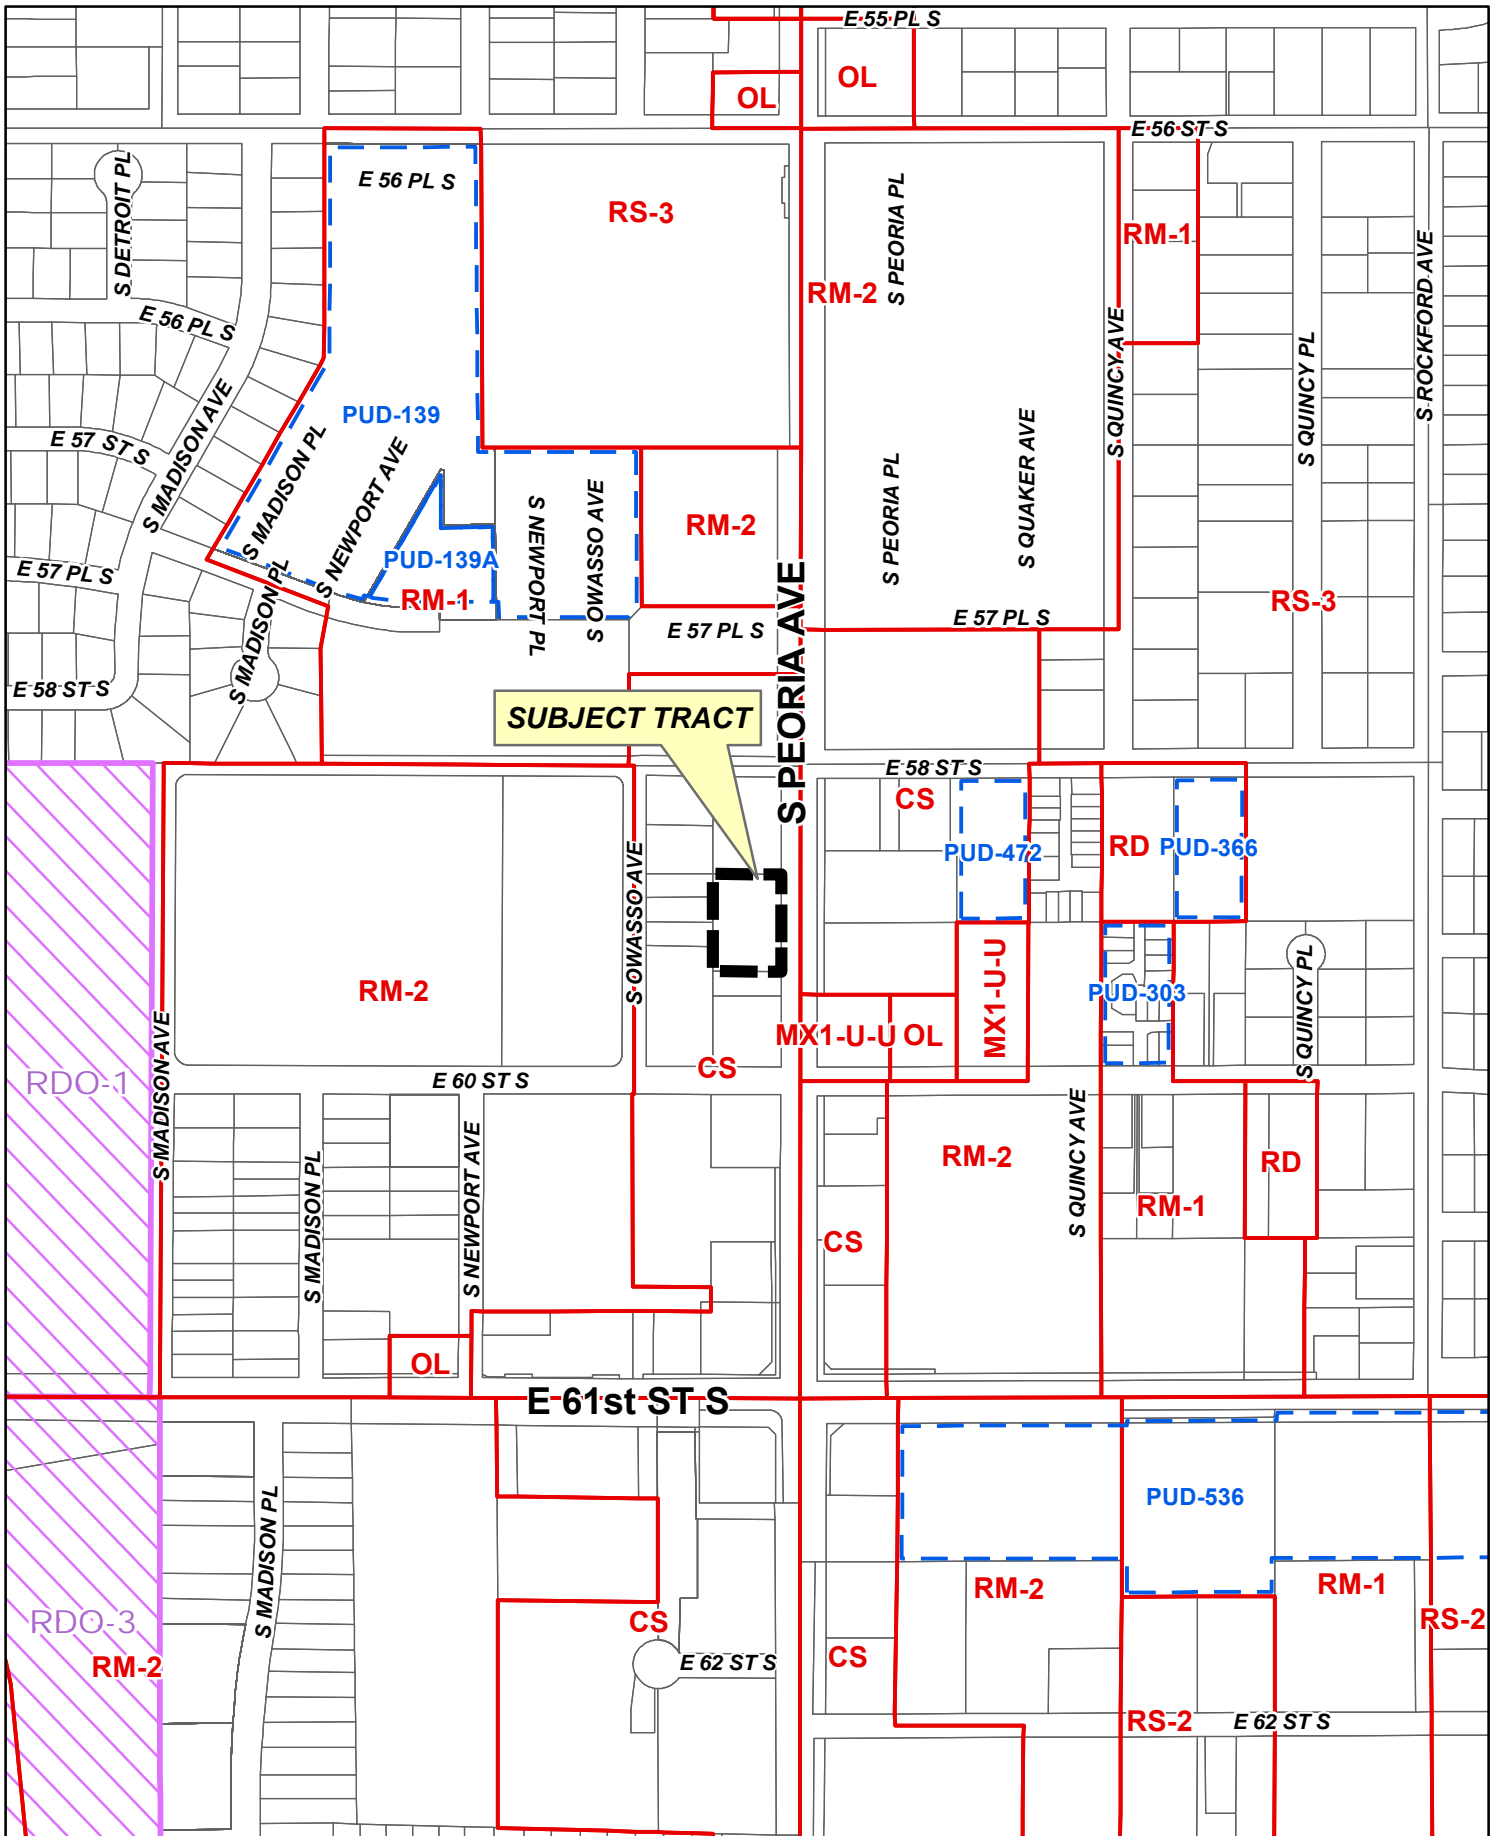 E 55 PL S
OL
OL
E 56 ST S
S DETROIT PL
E 56 PL S
RS-3
S PEORIA PL
RM-1
RM-2
S ROCKFORD AVE
E 56 PL S
S QUINCY AVE
S QUINCY PL
PUD-139
S MADISON AVE
E 57 ST S
S MADISON PL
S NEWPORT AVE
S QUAKER AVE
S PEORIA PL
S NEWPORT PL
S OWASSO AVE
RM-2
PUD-139A
E 57 PL S
RM-1
RS-3
S MADISON PL
E 57 PL S
E 57 PL S
E 58 ST S
S PEORIA AVE
SUBJECT TRACT
E 58 ST S
CS
PUD-472
RD
PUD-366
S OWASSO AVE
RM-2
MX1-U-U
PUD-303
S QUINCY PL
MX1-U-U
OL
CS
RDO-1
S MADISON AVE
E 60 ST S
S MADISON PL
S NEWPORT AVE
RM-2
S QUINCY AVE
RD
RM-1
CS
OL
E 61st ST S
PUD-536
S MADISON PL
RM-2
RM-1
RDO-3
CS
RS-2
RM-2
E 62 ST S
CS
RS-2
E 62 ST S